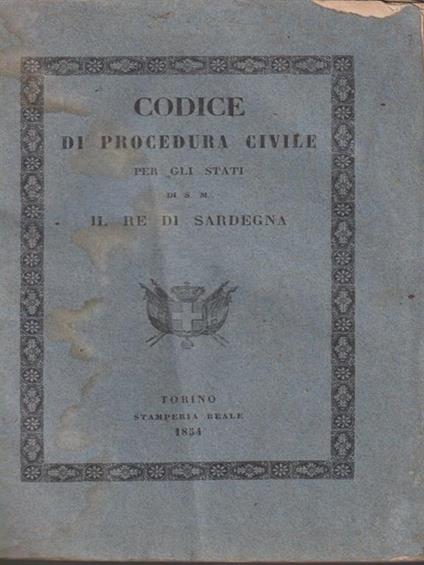 CODICE
DI PROCEDURA CIVILE
PER GLI STATI
DI S. M.
IL RE DI SARDEGNA
TORINO
STAMPERIA REALE
1854